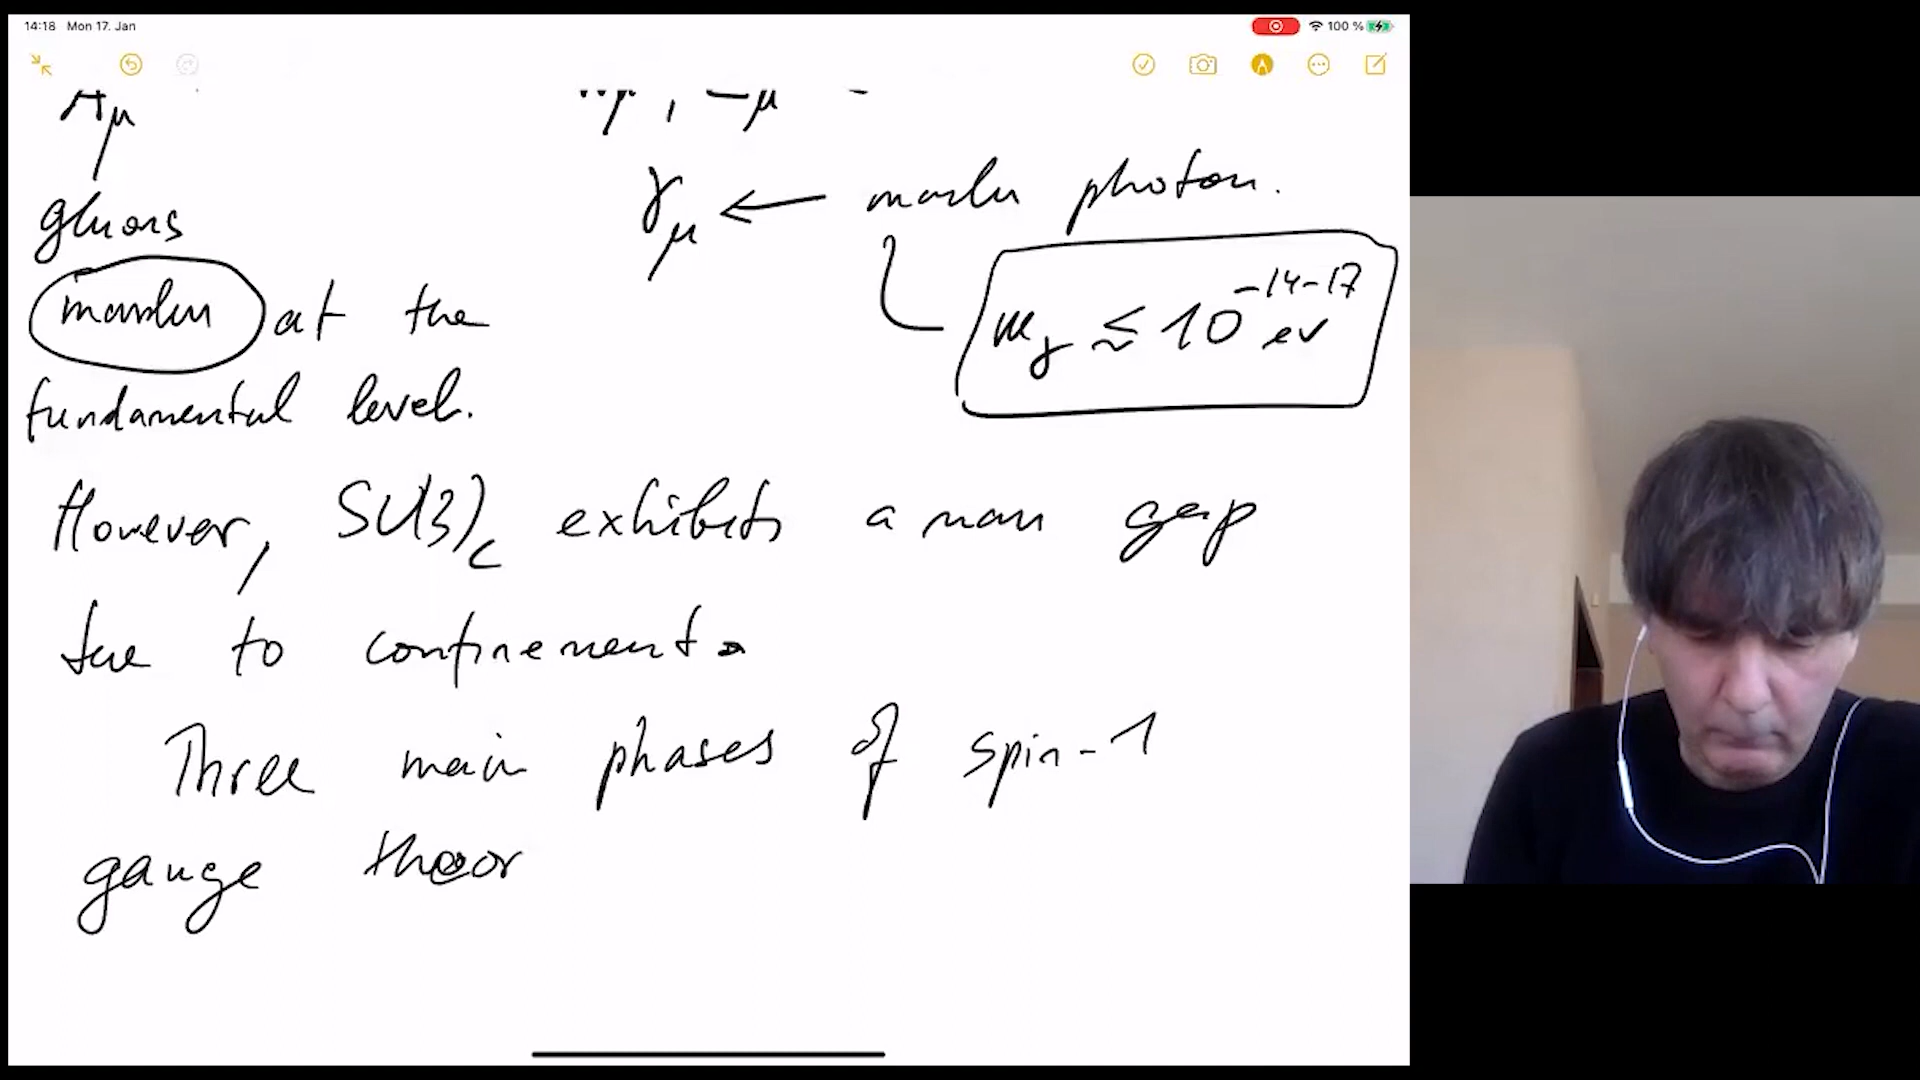 14:18 Mon 17. Jan
100 %
Aμ
γμ ← massless photon.
gluons
massless at the
mγ ≲ 10^-14-17 eV
fundamental level.
However, SU(3)c exhibits a mass gap
due to confinement.
Three main phases of spin-1
gauge theor